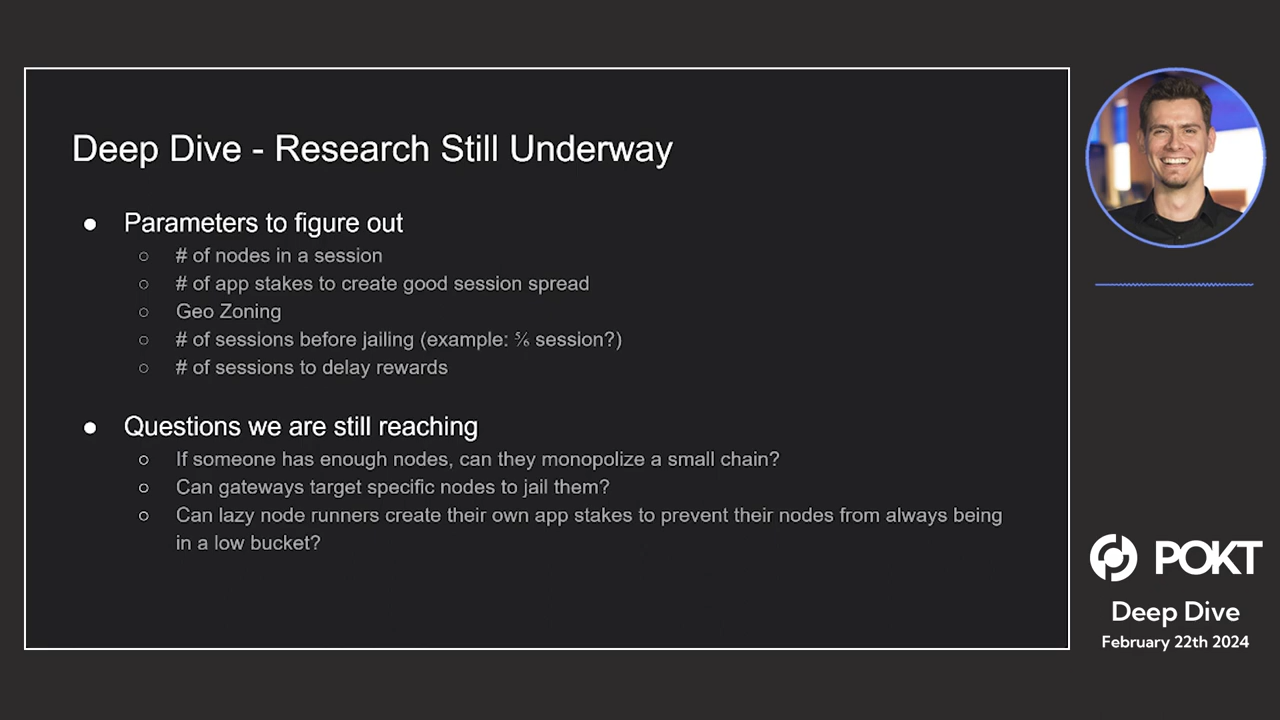 Deep Dive - Research Still Underway
● Parameters to figure out
○ # of nodes in a session
○ # of app stakes to create good session spread
○ Geo Zoning
○ # of sessions before jailing (example: ⅚ session?)
○ # of sessions to delay rewards
● Questions we are still reaching
○ If someone has enough nodes, can they monopolize a small chain?
○ Can gateways target specific nodes to jail them?
○ Can lazy node runners create their own app stakes to prevent their nodes from always being
in a low bucket?
POKT
Deep Dive
February 22th 2024